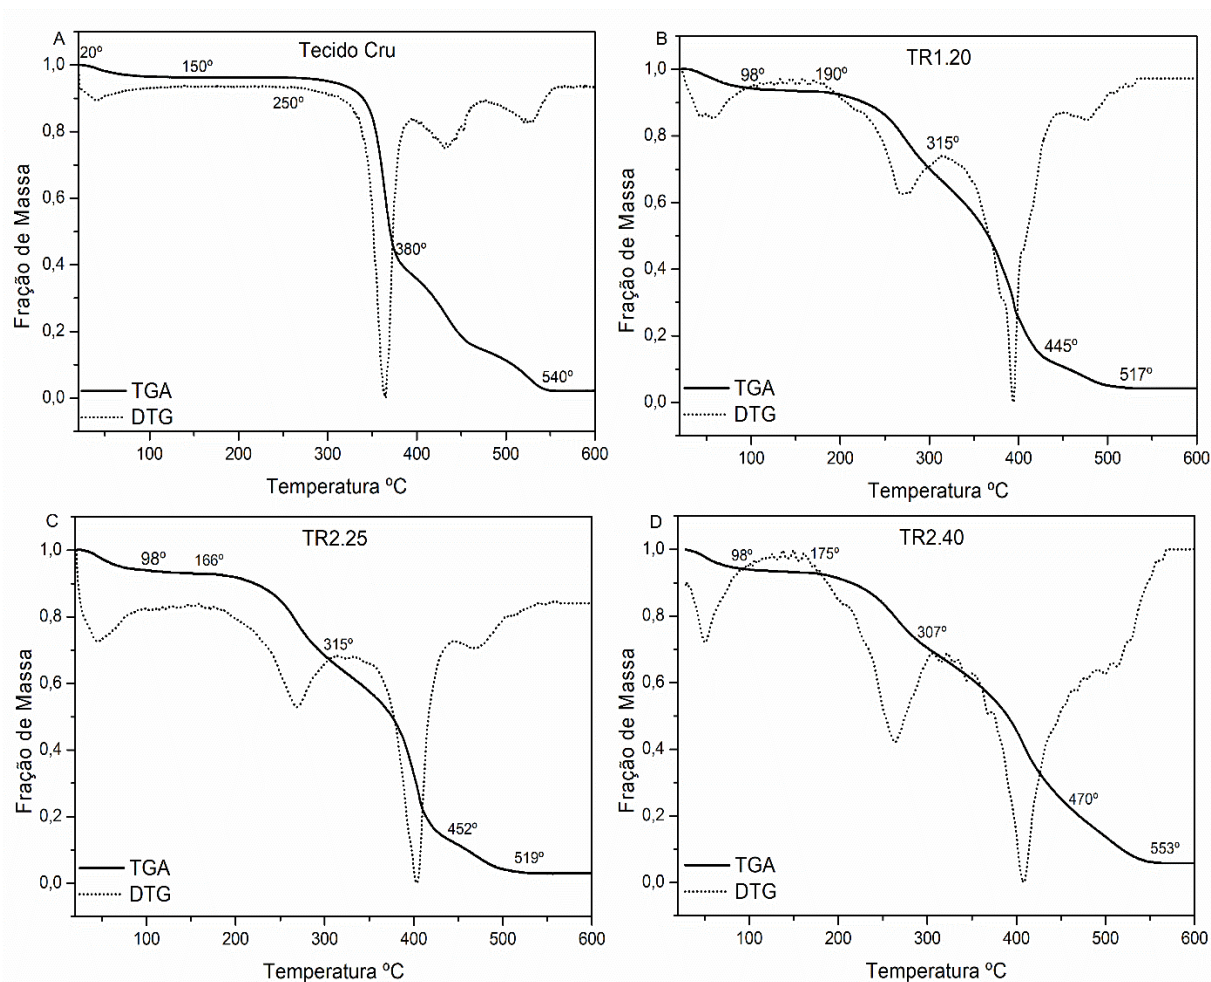 A
Tecido Cru
20º
1,0
150º
250º
0,8
0,6
Fração de Massa
380º
0,4
0,2
540º
TGA
0,0
DTG
100 200 300 400 500 600
Temperatura ºC
B
TR1.20
1,0
98º
190º
0,8
315º
0,6
Fração de Massa
0,4
0,2
445º
517º
TGA
0,0
DTG
100 200 300 400 500 600
Temperatura ºC
C
TR2.25
1,0
98º
166º
0,8
315º
0,6
Fração de Massa
0,4
0,2
452º
519º
TGA
0,0
DTG
100 200 300 400 500 600
Temperatura ºC
D
TR2.40
1,0
98º
175º
0,8
307º
0,6
Fração de Massa
0,4
470º
0,2
553º
TGA
0,0
DTG
100 200 300 400 500 600
Temperatura ºC